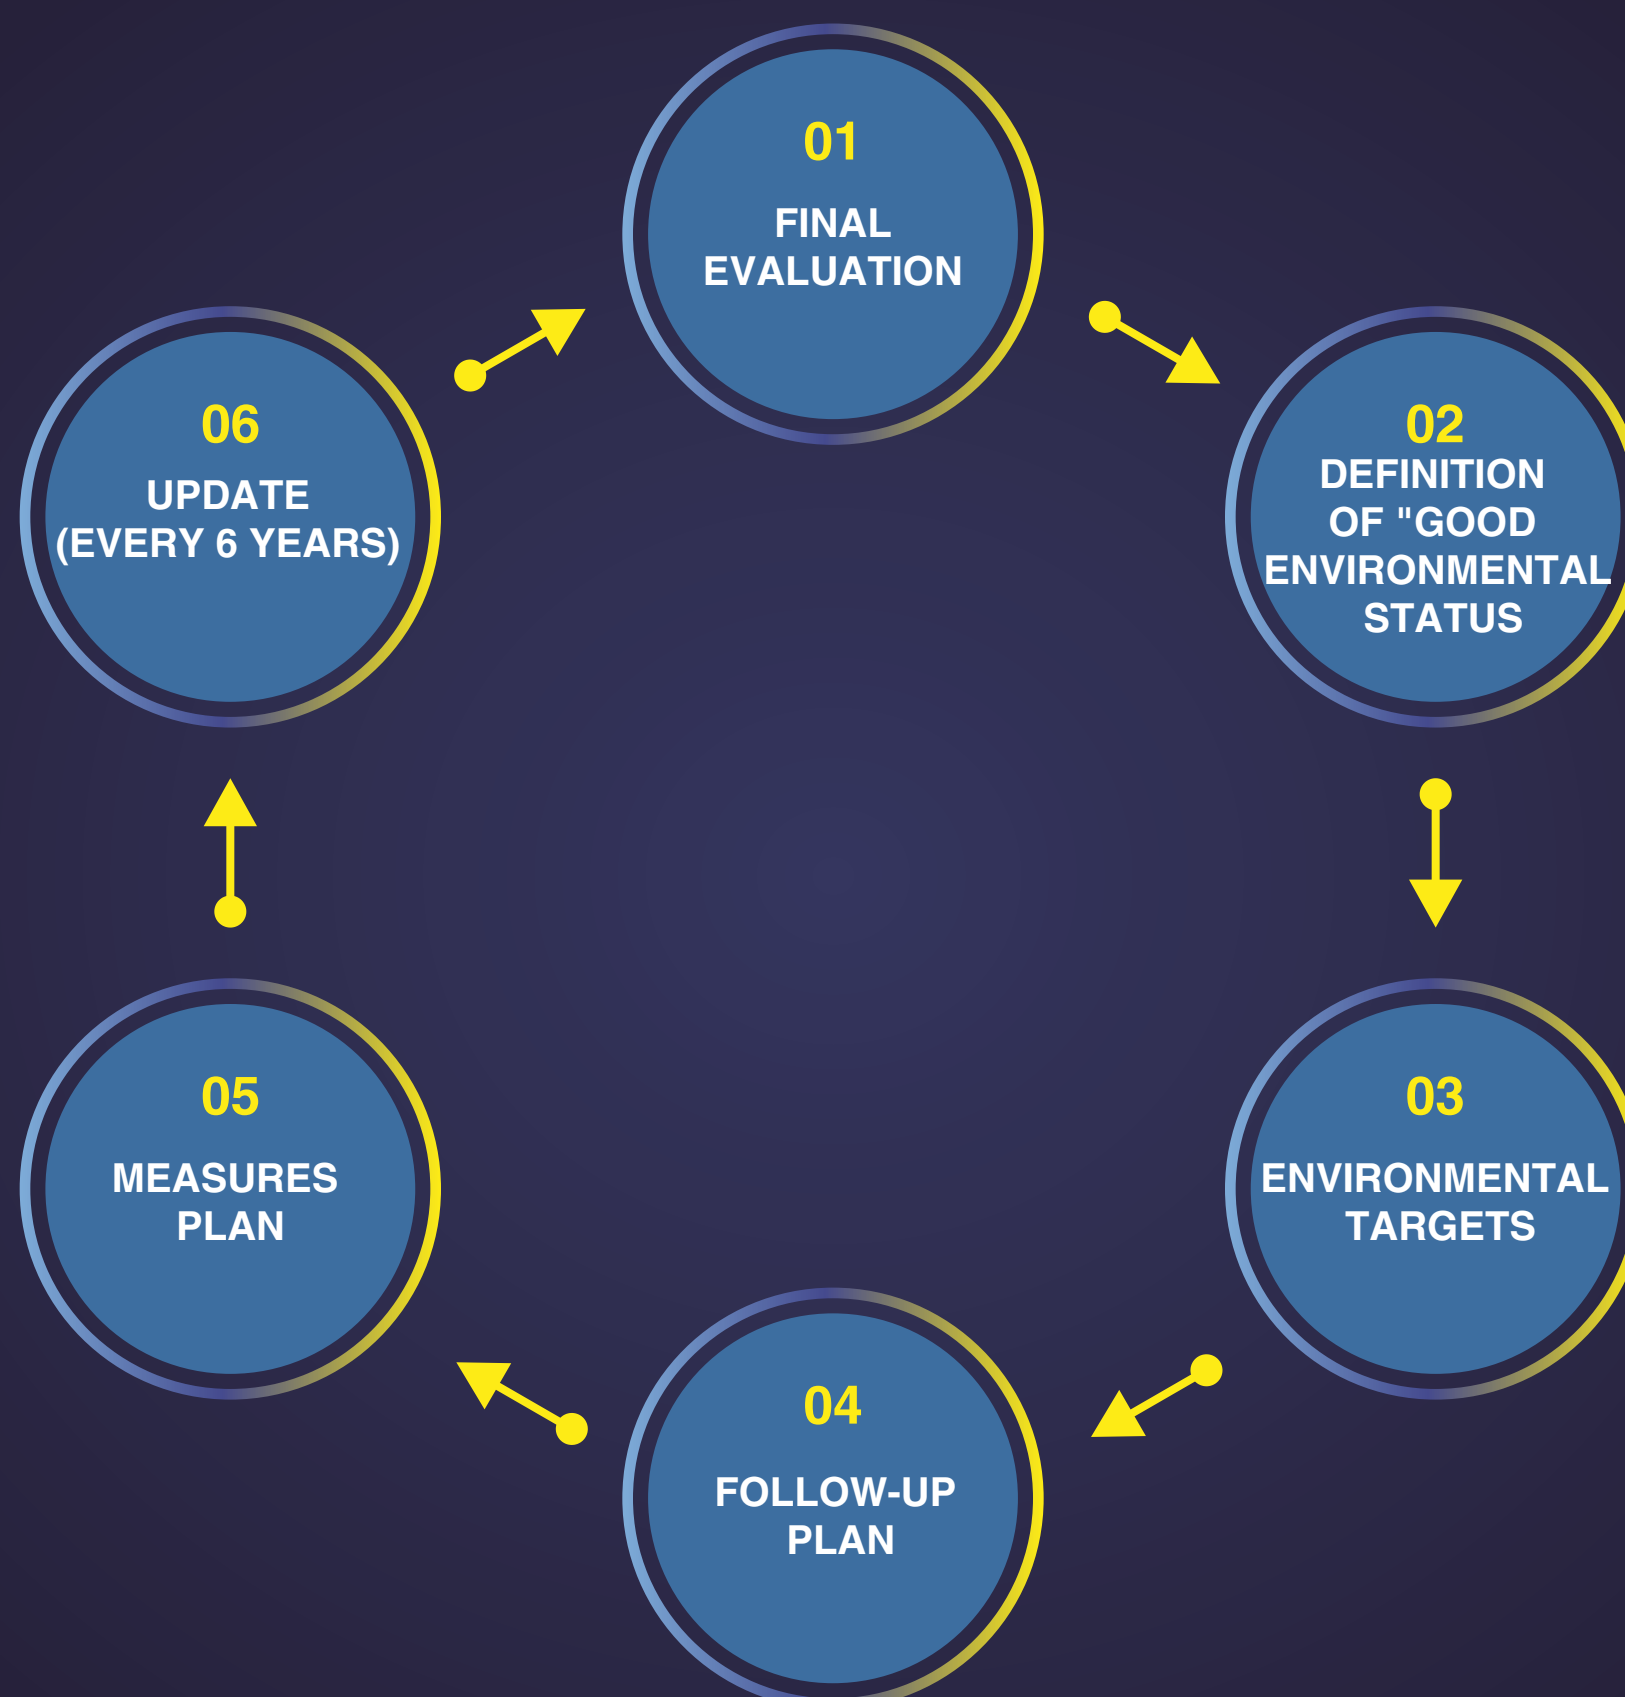 01
FINAL
EVALUATION
02
DEFINITION
OF "GOOD
ENVIRONMENTAL
STATUS
03
ENVIRONMENTAL
TARGETS
04
FOLLOW-UP
PLAN
05
MEASURES
PLAN
06
UPDATE
(EVERY 6 YEARS)